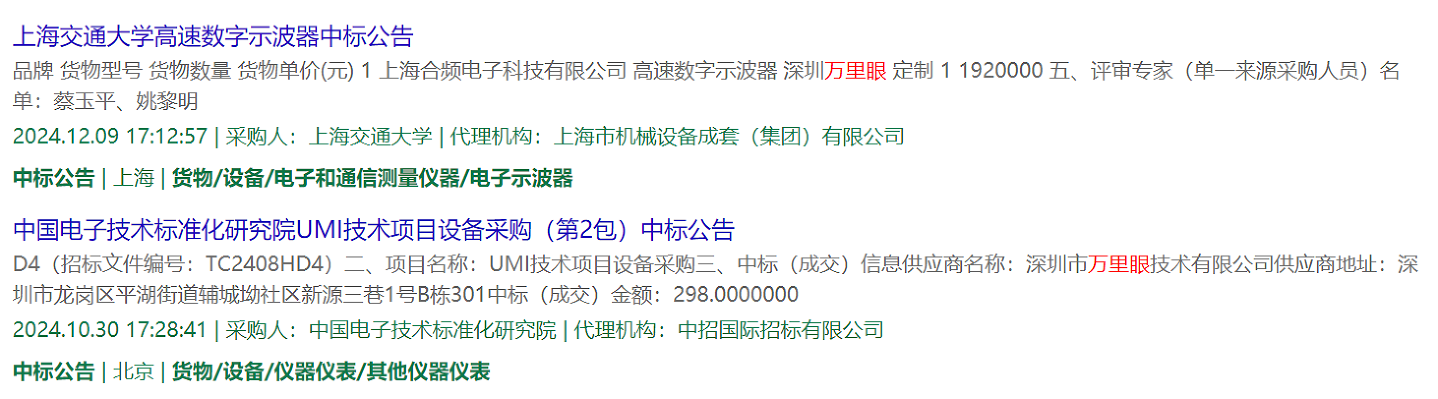 上海交通大学高速数字示波器中标公告
品牌 货物型号 货物数量 货物单价(元) 1 上海合频电子科技有限公司 高速数字示波器 深圳万里眼 定制 1 1920000 五、评审专家（单一来源采购人员）名
单：蔡玉平、姚黎明
2024.12.09 17:12:57 | 采购人：上海交通大学 | 代理机构：上海市机械设备成套（集团）有限公司
中标公告 | 上海 | 货物/设备/电子和通信测量仪器/电子示波器
中国电子技术标准化研究院UMI技术项目设备采购（第2包）中标公告
D4（招标文件编号：TC2408HD4）二、项目名称：UMI技术项目设备采购三、中标（成交）信息供应商名称：深圳市万里眼技术有限公司供应商地址：深
圳市龙岗区平湖街道辅城坳社区新源三巷1号B栋301中标（成交）金额：298.0000000
2024.10.30 17:28:41 | 采购人：中国电子技术标准化研究院 | 代理机构：中招国际招标有限公司
中标公告 | 北京 | 货物/设备/仪器仪表/其他仪器仪表